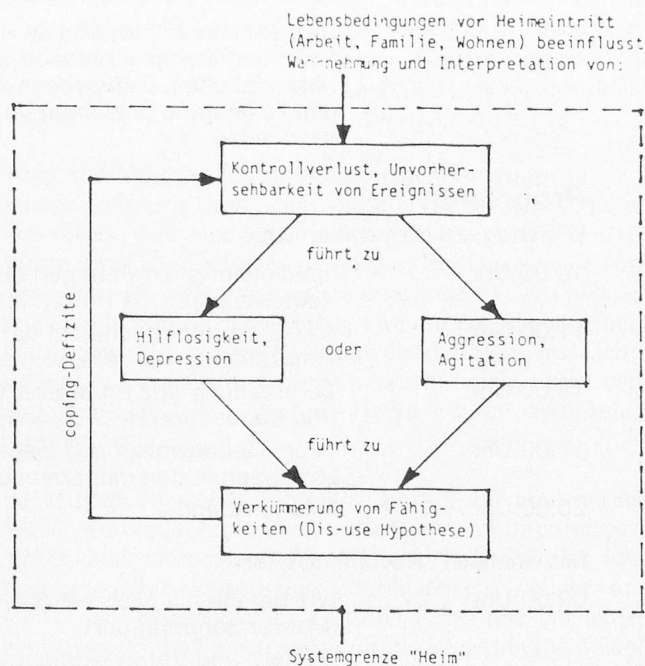 Lebensbedingungen vor Heimeintritt
(Arbeit, Familie, Wohnen) beeinflusst
Wahrnehmung und Interpretation von:
Kontrollverlust, Unvorher-
sehbarkeit von Ereignissen
führt zu
coping-Defizite
Hilflosigkeit,
Depression
oder
Aggression,
Agitation
führt zu
Verkümmerung von Fähig-
keiten (Dis-use Hypothese)
Systemgrenze "Heim"